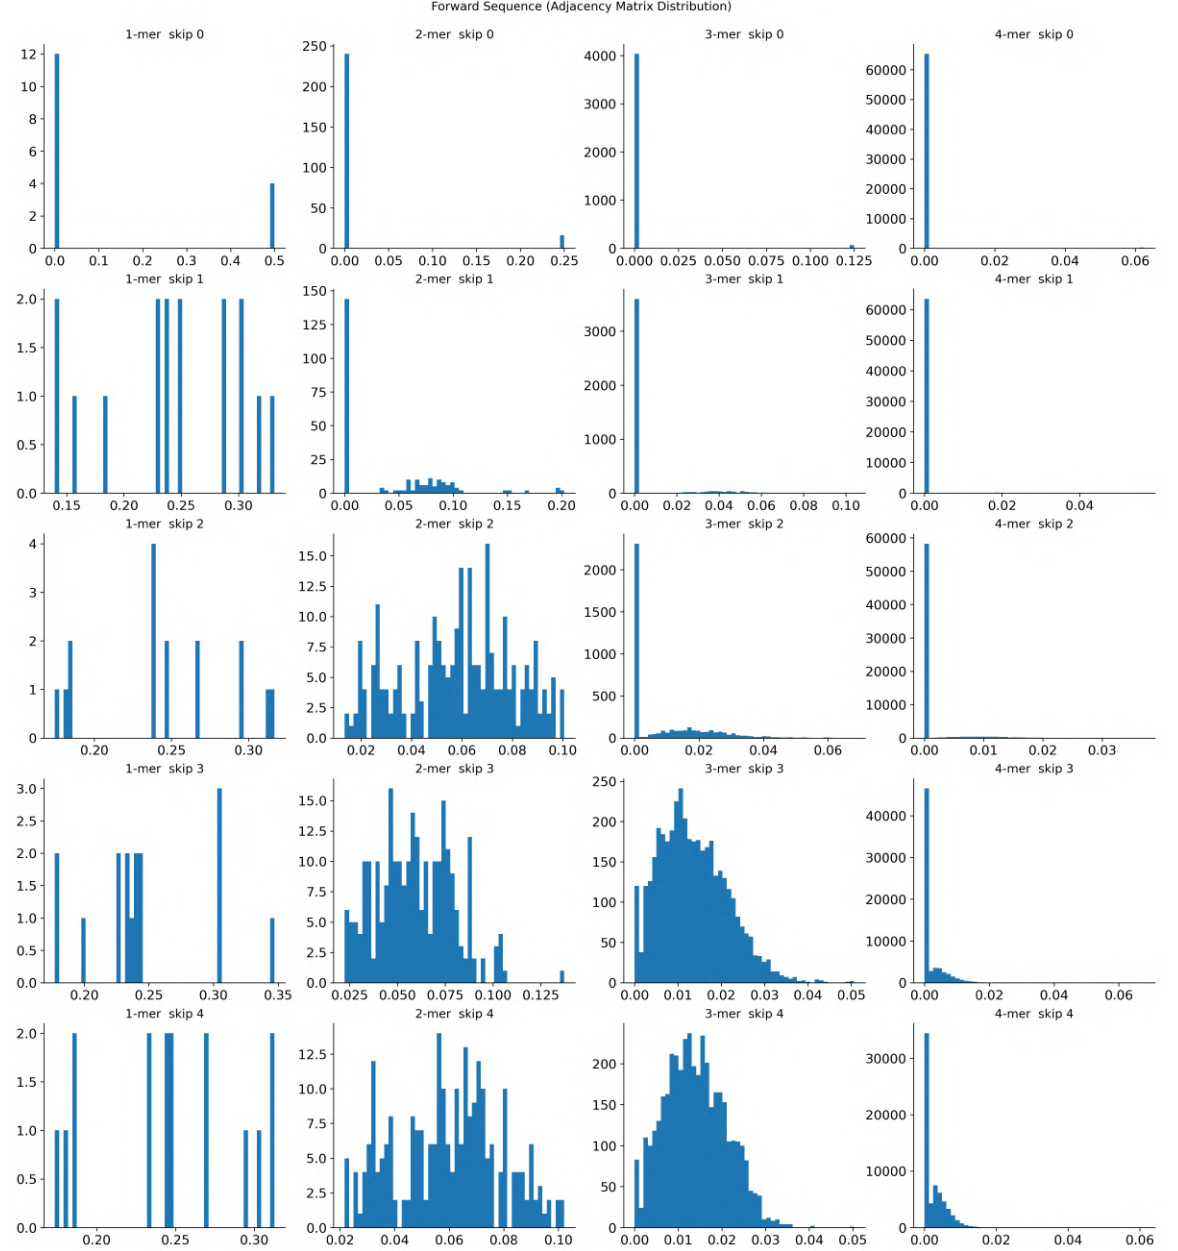 Forward Sequence (Adjacency Matrix Distribution)
1-mer skip 0
12
10
8
6
4
2
0
0.0 0.1 0.2 0.3 0.4 0.5
2-mer skip 0
250
200
150
100
50
0
0.00 0.05 0.10 0.15 0.20 0.25
3-mer skip 0
4000
3000
2000
1000
0
0.000 0.025 0.050 0.075 0.100 0.125
4-mer skip 0
60000
50000
40000
30000
20000
10000
0
0.00 0.02 0.04 0.06
1-mer skip 1
2.0
1.5
1.0
0.5
0.0
0.15 0.20 0.25 0.30
2-mer skip 1
150
125
100
75
50
25
0
0.00 0.05 0.10 0.15 0.20
3-mer skip 1
3000
2000
1000
0
0.00 0.02 0.04 0.06 0.08 0.10
4-mer skip 1
60000
50000
40000
30000
20000
10000
0
0.00 0.02 0.04
1-mer skip 2
4
3
2
1
0
0.20 0.25 0.30
2-mer skip 2
15.0
12.5
10.0
7.5
5.0
2.5
0.0
0.02 0.04 0.06 0.08 0.10
3-mer skip 2
2000
1500
1000
500
0
0.00 0.02 0.04 0.06
4-mer skip 2
60000
50000
40000
30000
20000
10000
0
0.00 0.01 0.02 0.03
1-mer skip 3
3.0
2.5
2.0
1.5
1.0
0.5
0.0
0.20 0.25 0.30 0.35
2-mer skip 3
15.0
12.5
10.0
7.5
5.0
2.5
0.0
0.025 0.050 0.075 0.100 0.125
3-mer skip 3
250
200
150
100
50
0
0.00 0.01 0.02 0.03 0.04 0.05
4-mer skip 3
40000
30000
20000
10000
0
0.00 0.02 0.04 0.06
1-mer skip 4
2.0
1.5
1.0
0.5
0.0
0.20 0.25 0.30
2-mer skip 4
12.5
10.0
7.5
5.0
2.5
0.0
0.02 0.04 0.06 0.08 0.10
3-mer skip 4
200
150
100
50
0
0.00 0.01 0.02 0.03 0.04 0.05
4-mer skip 4
30000
20000
10000
0
0.00 0.02 0.04 0.06